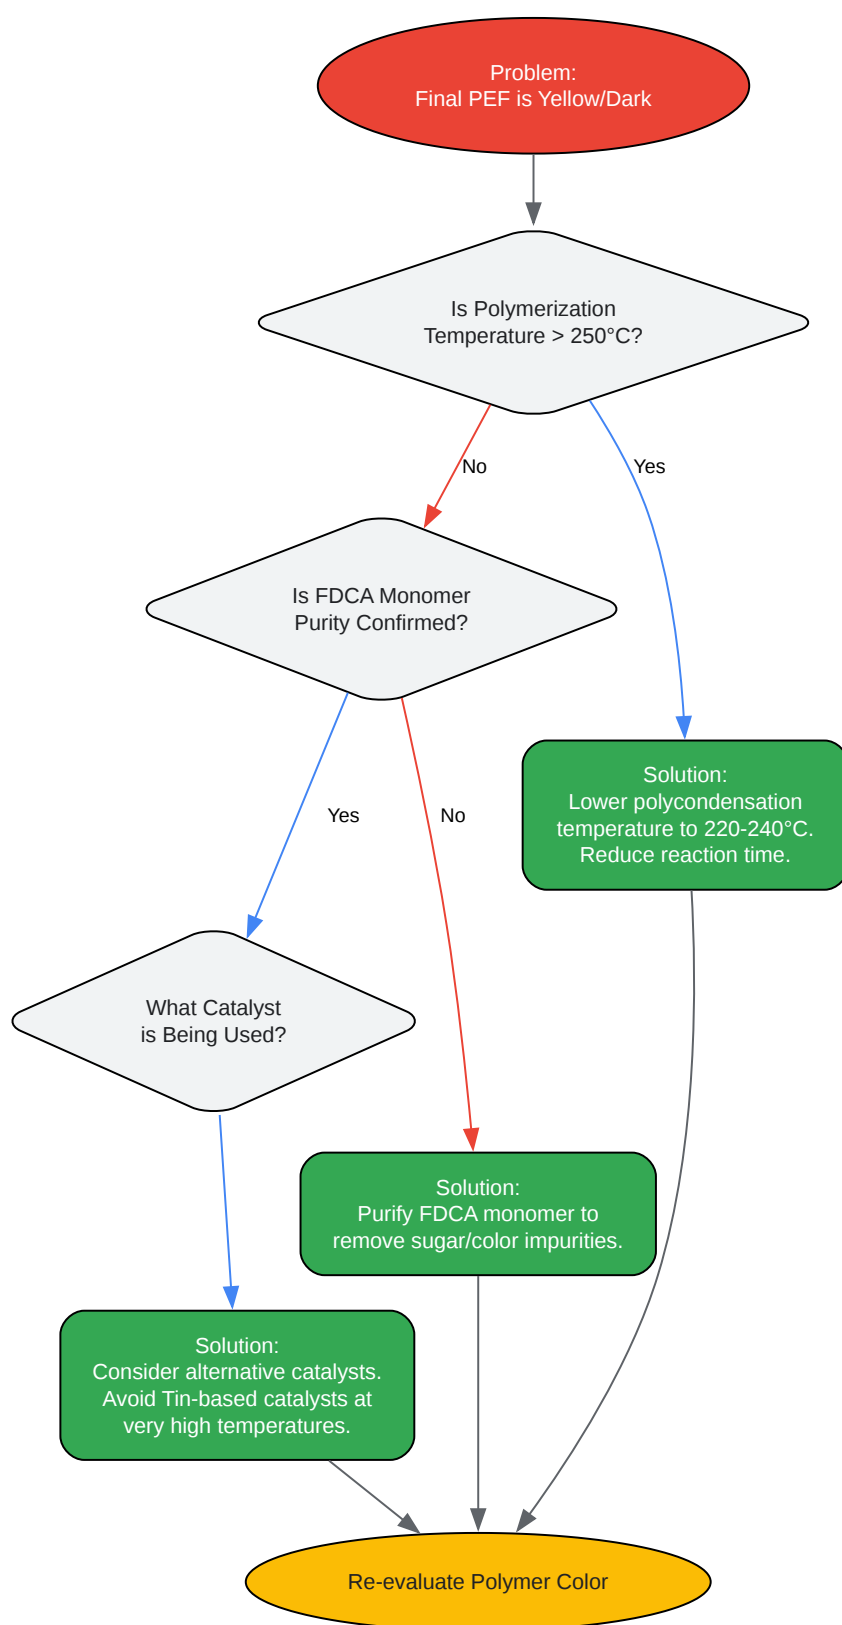 Problem:
Final PEF is Yellow/Dark
Is Polymerization
Temperature > 250°C?
No
Yes
Is FDCA Monomer
Purity Confirmed?
Solution:
Lower polycondensation
temperature to 220-240°C.
Reduce reaction time.
Yes
No
What Catalyst
is Being Used?
Solution:
Purify FDCA monomer to
remove sugar/color impurities.
Solution:
Consider alternative catalysts.
Avoid Tin-based catalysts at
very high temperatures.
Re-evaluate Polymer Color